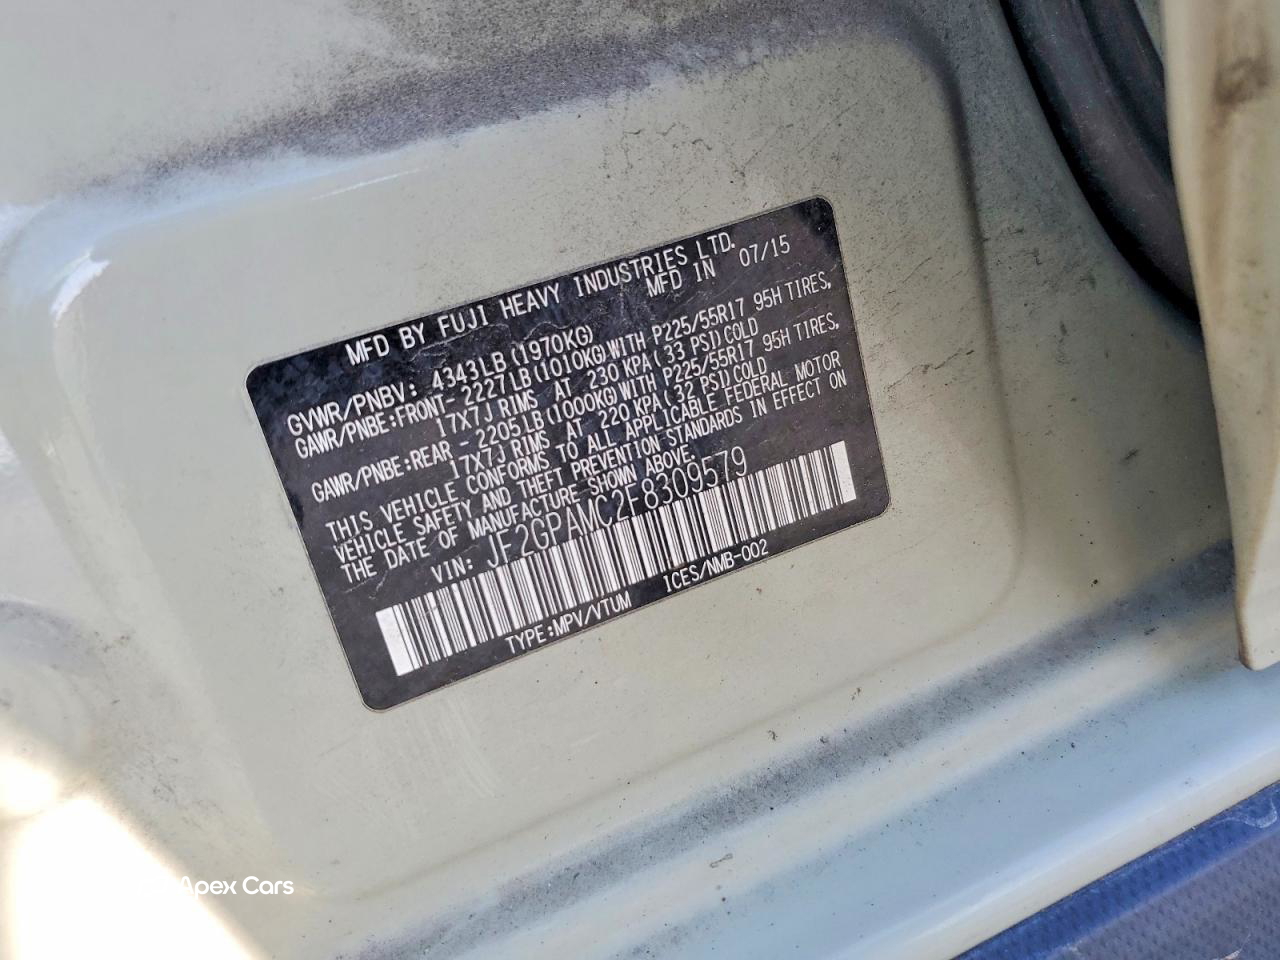 MFD BY FUJI HEAVY INDUSTRIES LTD.
MFD IN 07/15
GVWR/PNBV: 4343LB(1970KG)
GAWR/PNBE:FRONT-2227LB(1010KG)WITH P225/55R17 95H TIRES,
17X7J RIMS AT 230 KPA(33 PSI)COLD
GAWR/PNBE:REAR -2205LB(1000KG)WITH P225/55R17 95H TIRES,
17X7J RIMS AT 220 KPA(32 PSI)COLD
THIS VEHICLE CONFORMS TO ALL APPLICABLE FEDERAL MOTOR
VEHICLE SAFETY AND THEFT PREVENTION STANDARDS IN EFFECT ON
THE DATE OF MANUFACTURE SHOWN ABOVE.
VIN: JF2GPAMC2F8309579
TYPE:MPV/VTUM ICES/NMB-002
Apex Cars